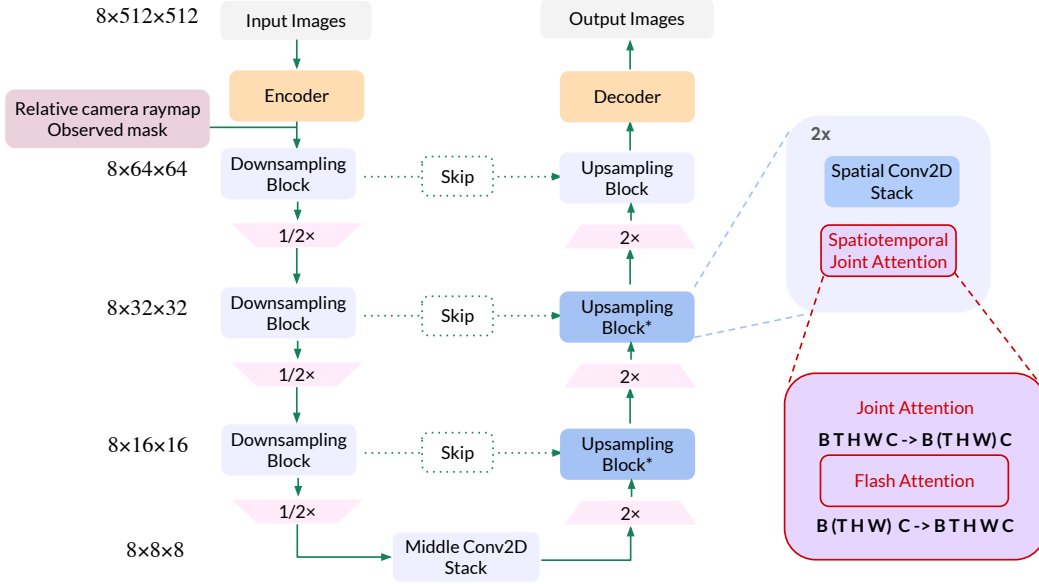 8×512×512
Input Images
Output Images
Encoder
Decoder
Relative camera raymap
Observed mask
2x
8×64×64
Downsampling
Block
Skip
Upsampling
Block
Spatial Conv2D
Stack
1/2×
2×
Spatiotemporal
Joint Attention
8×32×32
Downsampling
Block
Skip
Upsampling
Block*
1/2×
2×
8×16×16
Downsampling
Block
Skip
Upsampling
Block*
Joint Attention
B T H W C -> B (T H W) C
Flash Attention
B (T H W) C -> B T H W C
1/2×
2×
8×8×8
Middle Conv2D
Stack